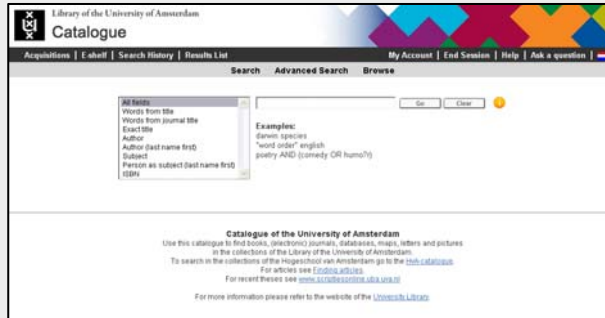 Library of the University of Amsterdam
Catalogue
Acquisitions | E-shelf | Search History | Results List
My Account | End Session | Help | Ask a question |
Search Advanced Search Browse
All fields
Words from title
Words from journal title
Exact title
Author
Author (last name first)
Subject
Person as subject (last name first)
ISBN
Go Clear
Examples:
darwin species
"word order" english
poetry AND (comedy OR humo?r)
Catalogue of the University of Amsterdam
Use this catalogue to find books, (electronic) journals, databases, maps, letters and pictures
in the collections of the Library of the University of Amsterdam.
To search in the collections of the Hogeschool van Amsterdam go to the HvA-catalogue.
For articles see Finding articles.
For recent theses see www.scriptiesonline.uba.uva.nl
For more information please refer to the website of the University Library.